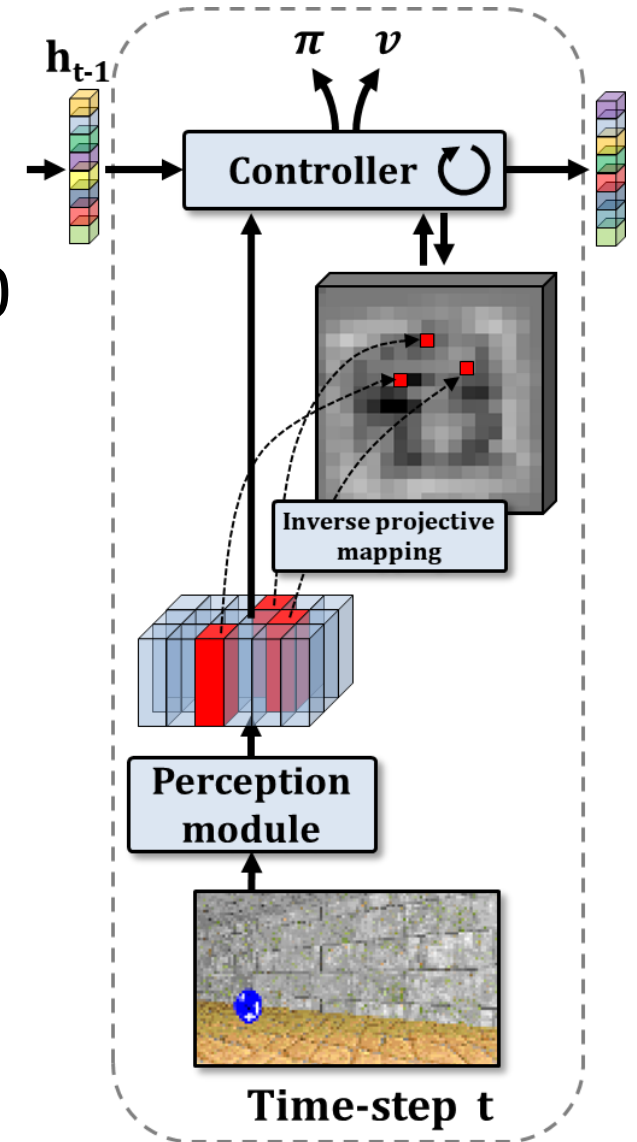 π v
h_{t-1}
Controller
Inverse projective
mapping
Perception
module
Time-step t